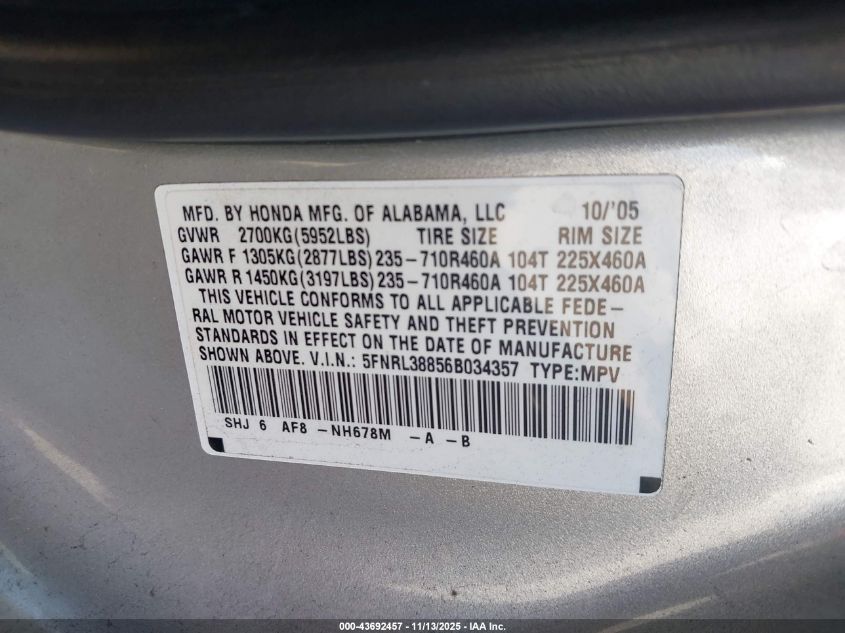 MFD. BY HONDA MFG. OF ALABAMA, LLC 10/'05
GVWR 2700KG(5952LBS) TIRE SIZE RIM SIZE
GAWR F 1305KG(2877LBS)235-710R460A 104T 225X460A
GAWR R 1450KG(3197LBS)235-710R460A 104T 225X460A
THIS VEHICLE CONFORMS TO ALL APPLICABLE FEDE-
RAL MOTOR VEHICLE SAFETY AND THEFT PREVENTION
STANDARDS IN EFFECT ON THE DATE OF MANUFACTURE
SHOWN ABOVE. V.I.N.: 5FNRL38856B034357 TYPE:MPV
SHJ 6 AF8 -NH678M -A -B
000-43692457 | 11/13/2025 - IAA Inc.